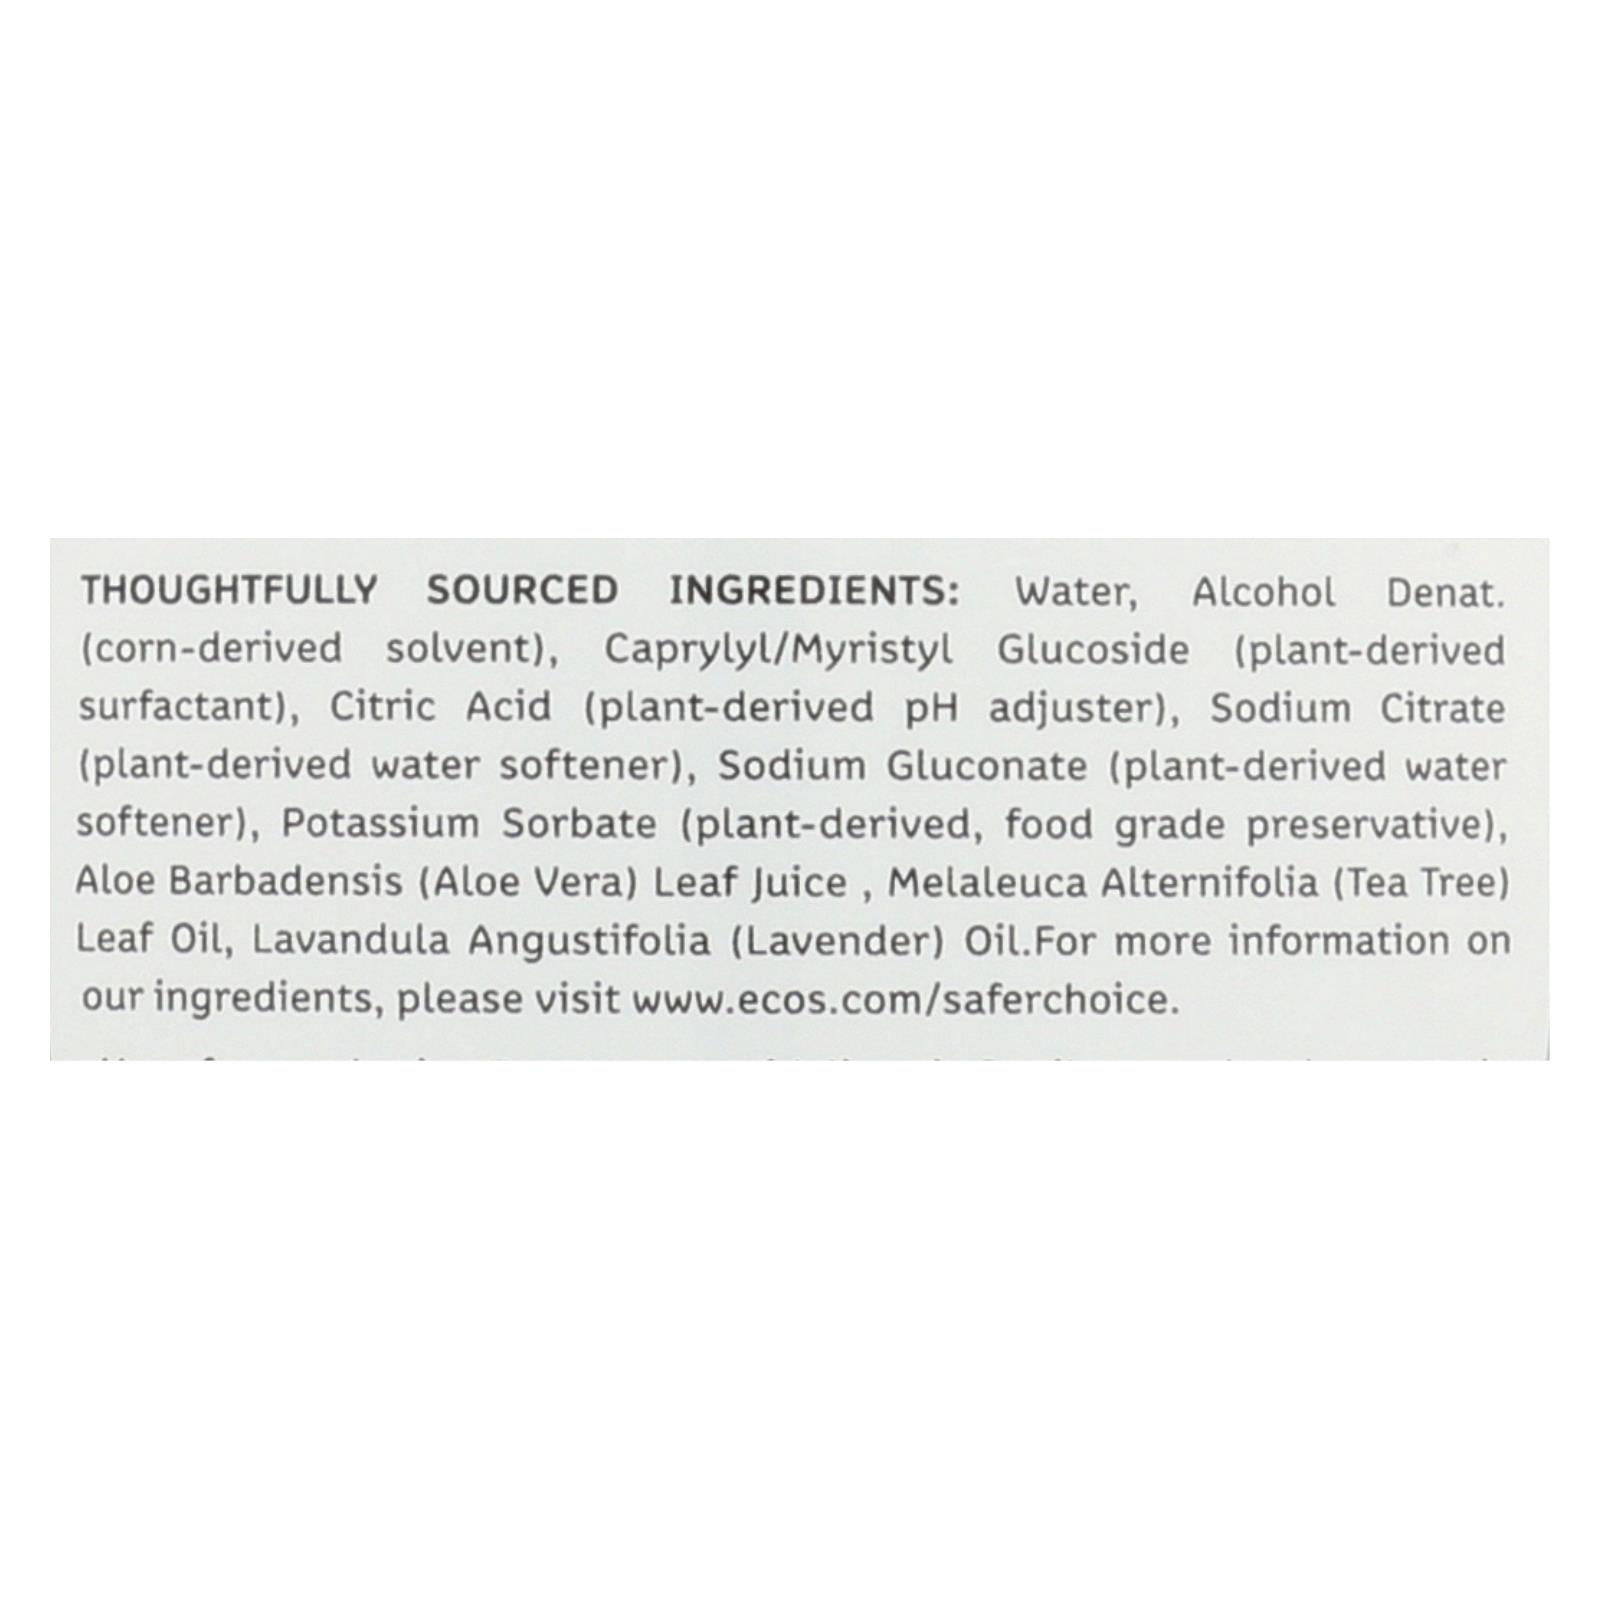 THOUGHTFULLY SOURCED INGREDIENTS: Water, Alcohol Denat.
(corn-derived solvent), Caprylyl/Myristyl Glucoside (plant-derived
surfactant), Citric Acid (plant-derived pH adjuster), Sodium Citrate
(plant-derived water softener), Sodium Gluconate (plant-derived water
softener), Potassium Sorbate (plant-derived, food grade preservative),
Aloe Barbadensis (Aloe Vera) Leaf Juice , Melaleuca Alternifolia (Tea Tree)
Leaf Oil, Lavandula Angustifolia (Lavender) Oil.For more information on
our ingredients, please visit www.ecos.com/saferchoice.